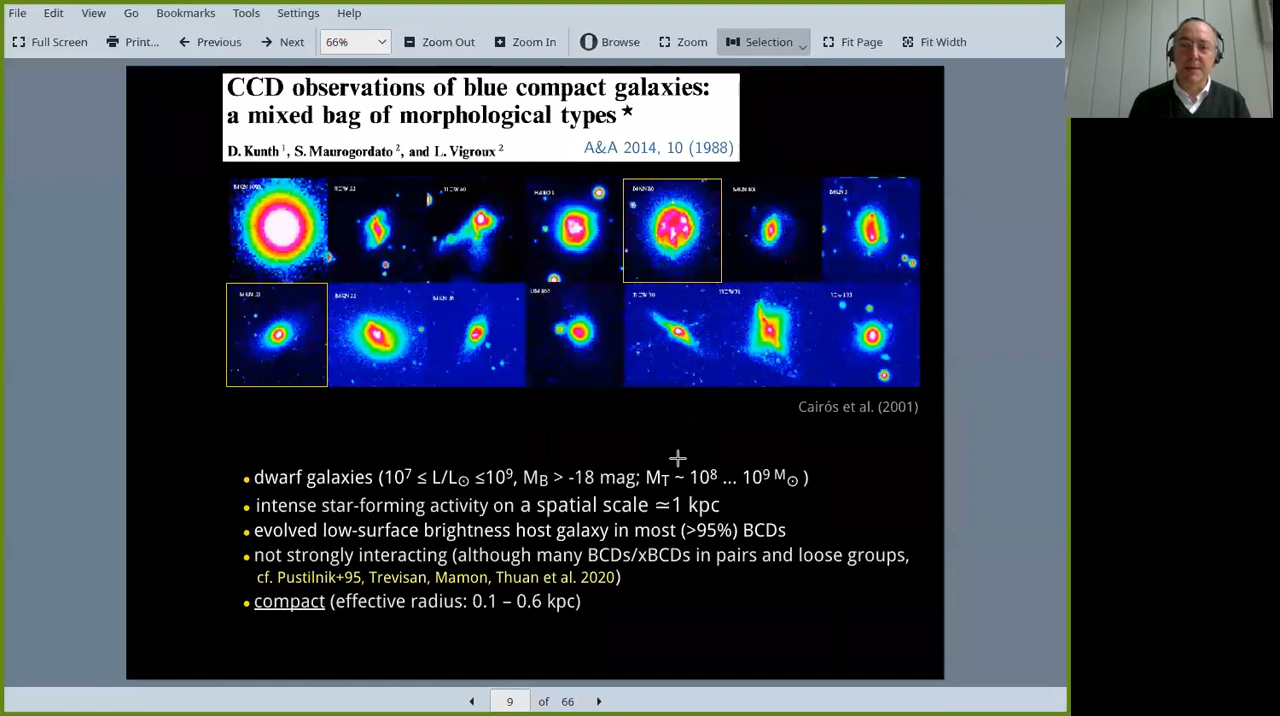 File Edit View Go Bookmarks Tools Settings Help
Full Screen Print... Previous Next 66% Zoom Out Zoom In Browse Zoom Selection Fit Page Fit Width
CCD observations of blue compact galaxies:
a mixed bag of morphological types ★
D. Kunth ¹, S. Maurogordato ², and L. Vigroux ²
A&A 2014, 10 (1988)
Cairós et al. (2001)
• dwarf galaxies (10⁷ ≤ L/L☉ ≤10⁹, M_B > -18 mag; M_T ~ 10⁸ ... 10⁹ M☉ )
• intense star-forming activity on a spatial scale ≃1 kpc
• evolved low-surface brightness host galaxy in most (>95%) BCDs
• not strongly interacting (although many BCDs/xBCDs in pairs and loose groups,
cf. Pustilnik+95, Trevisan, Mamon, Thuan et al. 2020)
• compact (effective radius: 0.1 – 0.6 kpc)
9 of 66